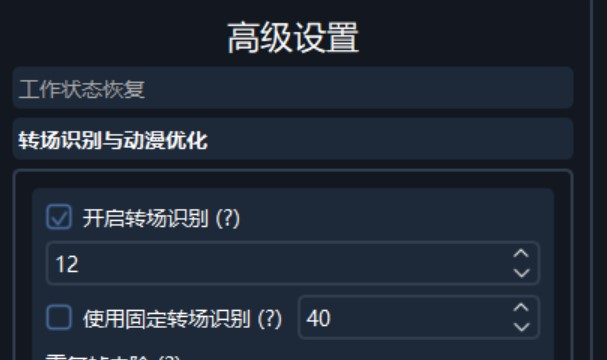 高级设置
工作状态恢复
转场识别与动漫优化
开启转场识别 (?)
12
使用固定转场识别 (?) 40